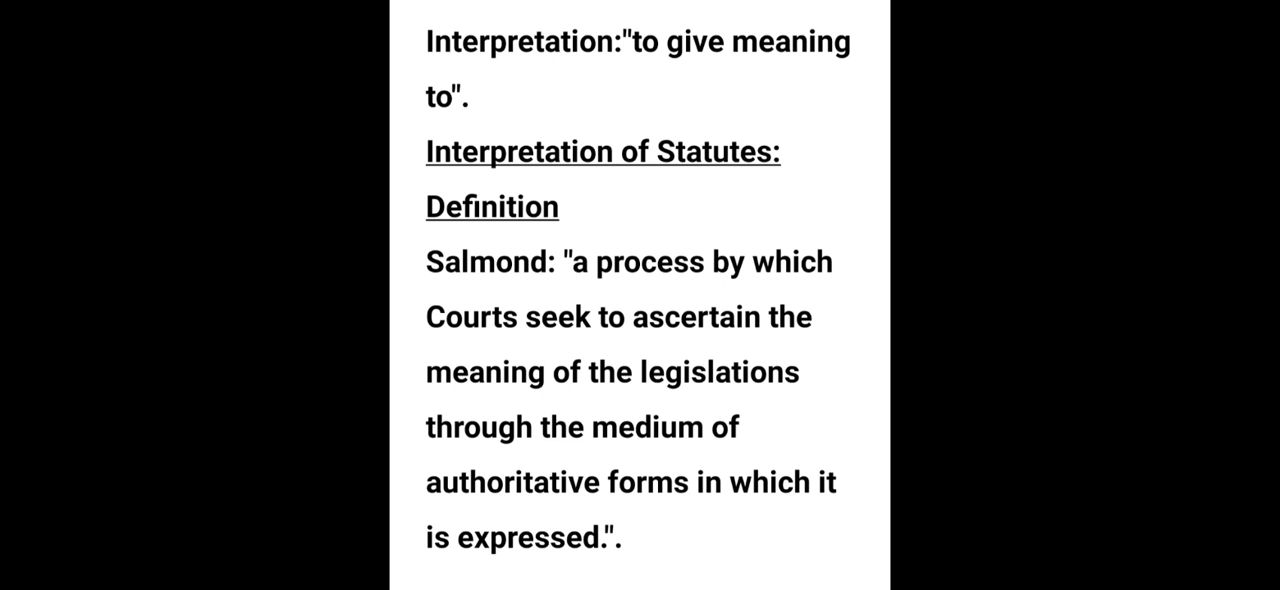 Interpretation:"to give meaning
to".
Interpretation of Statutes:
Definition
Salmond: "a process by which
Courts seek to ascertain the
meaning of the legislations
through the medium of
authoritative forms in which it
is expressed.".